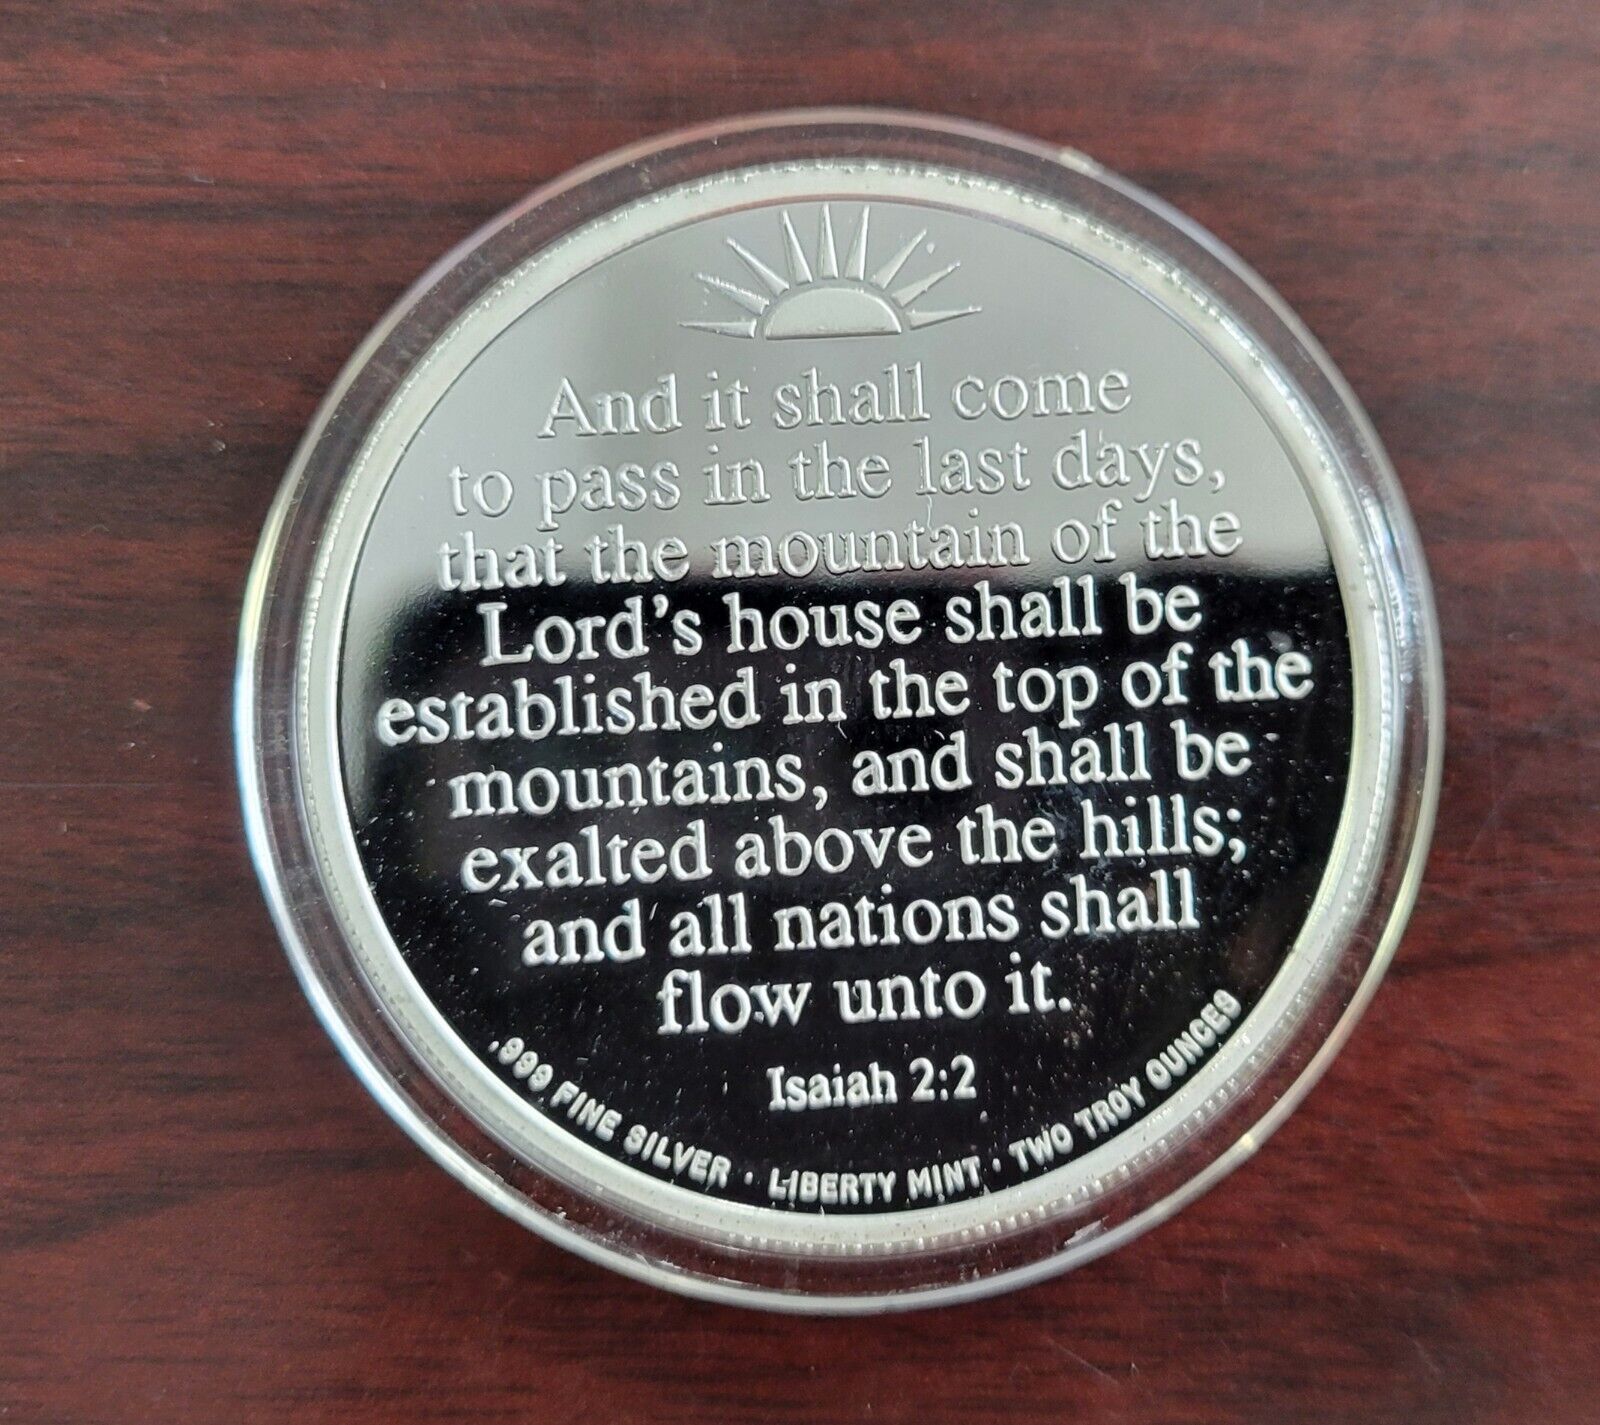 And it shall come
to pass in the last days,
that the mountain of the
Lord's house shall be
established in the top of the
mountains, and shall be
exalted above the hills;
and all nations shall
flow unto it.
Isaiah 2:2
.999 FINE SILVER · LIBERTY MINT · TWO TROY OUNCES